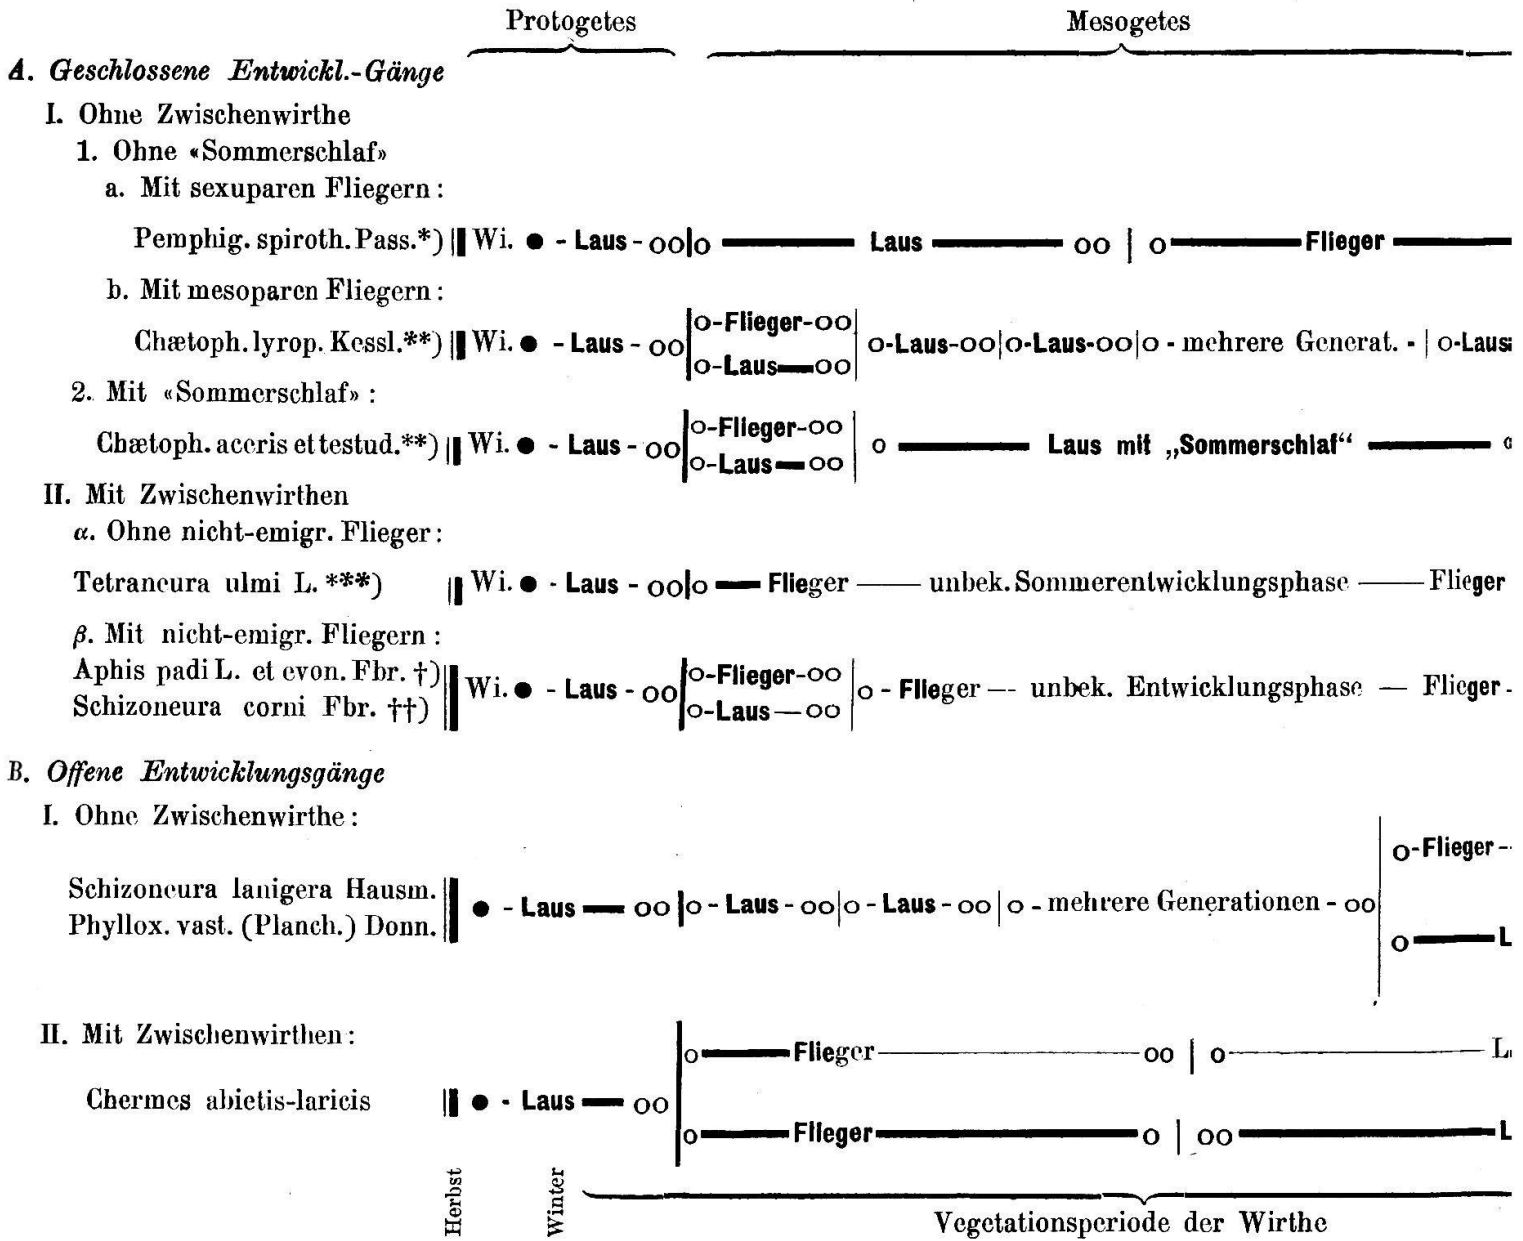 Protogetes Mesogetes
A. Geschlossene Entwickl.-Gänge
I. Ohne Zwischenwirthe
1. Ohne «Sommerschlaf»
a. Mit sexuparen Fliegern:
Pemphig. spiroth. Pass.*) Wi. ● - Laus - oo|o Laus oo | o Flieger
b. Mit mesoparen Fliegern:
o-Flieger-oo
Chætoph. lyrop. Kessl.**) Wi. ● - Laus - oo o-Laus-oo|o-Laus-oo|o - mehrere Generat. - | o-Laus
o-Laus—oo
2. Mit «Sommerschlaf»:
o-Flieger-oo
Chætoph. aceris et testud.**) Wi. ● - Laus - oo o Laus mit „Sommerschlaf“
o-Laus—oo
II. Mit Zwischenwirthen
α. Ohne nicht-emigr. Flieger:
Tetraneura ulmi L. ***) Wi. ● - Laus - oo|o — Flieger — unbek. Sommerentwicklungsphase — Flieger
β. Mit nicht-emigr. Fliegern:
Aphis padi L. et evon. Fbr. †) o-Flieger-oo
Wi. ● - Laus - oo o - Flieger — unbek. Entwicklungsphase — Flieger -
Schizoneura corni Fbr. ††) o-Laus—oo
B. Offene Entwicklungsgänge
I. Ohne Zwischenwirthe:
o-Flieger-
Schizoneura lanigera Hausm.
● - Laus — oo |o - Laus - oo|o - Laus - oo|o - mehrere Generationen - oo
Phyllox. vast. (Planch.) Donn.
o—L
II. Mit Zwischenwirthen:
o—Flieger—oo | o—L
Chermes abietis-laricis ● - Laus — oo
o—Flieger—o | oo—L
Herbst
Winter
Vegetationsperiode der Wirthe